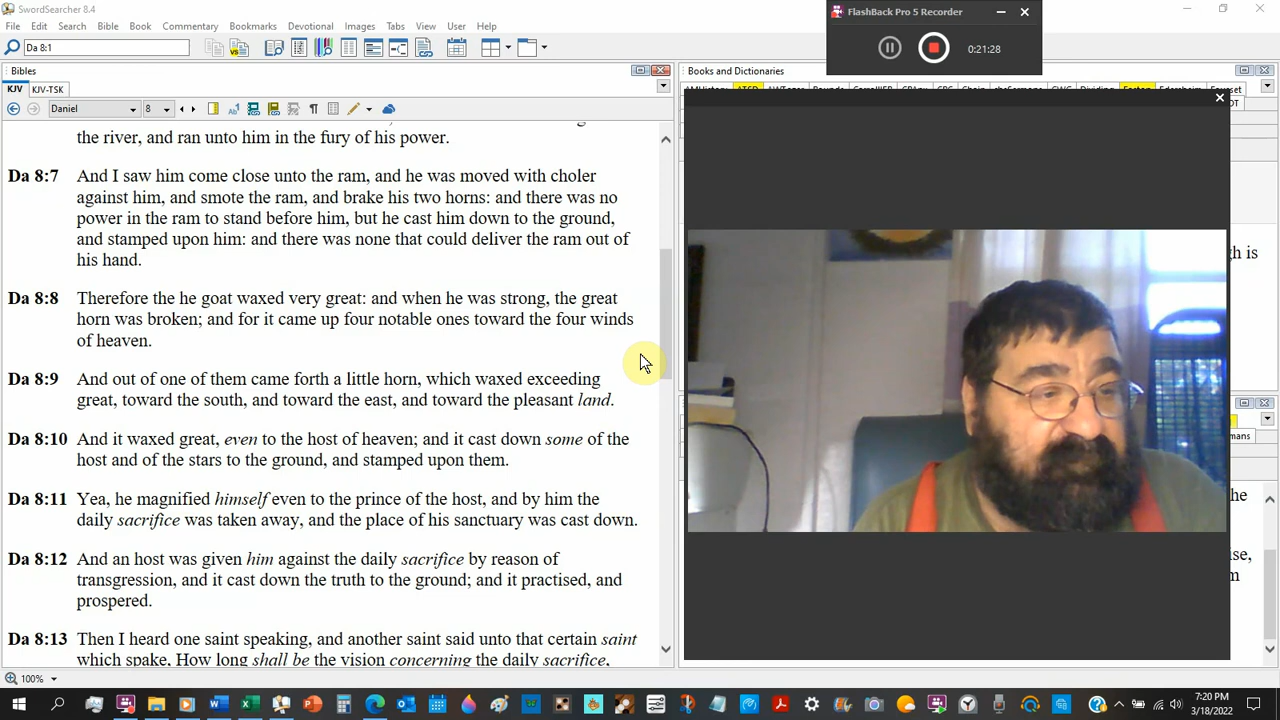 SwordSearcher 8.4
File Edit Search Bible Book Commentary Bookmarks Devotional Images Tabs View User Help
FlashBack Pro 5 Recorder
0:21:28
Da 8:1
VS
Bibles
Books and Dictionaries
KJV KJV-TSK
Daniel 8
the river, and ran unto him in the fury of his power.
Da 8:7 And I saw him come close unto the ram, and he was moved with choler
against him, and smote the ram, and brake his two horns: and there was no
power in the ram to stand before him, but he cast him down to the ground,
and stamped upon him: and there was none that could deliver the ram out of
his hand.
Da 8:8 Therefore the he goat waxed very great: and when he was strong, the great
horn was broken; and for it came up four notable ones toward the four winds
of heaven.
Da 8:9 And out of one of them came forth a little horn, which waxed exceeding
great, toward the south, and toward the east, and toward the pleasant land.
Da 8:10 And it waxed great, even to the host of heaven; and it cast down some of the
host and of the stars to the ground, and stamped upon them.
Da 8:11 Yea, he magnified himself even to the prince of the host, and by him the
daily sacrifice was taken away, and the place of his sanctuary was cast down.
Da 8:12 And an host was given him against the daily sacrifice by reason of
transgression, and it cast down the truth to the ground; and it practised, and
prospered.
Da 8:13 Then I heard one saint speaking, and another saint said unto that certain saint
which spake, How long shall be the vision concerning the daily sacrifice,
100%
7:20 PM
3/18/2022